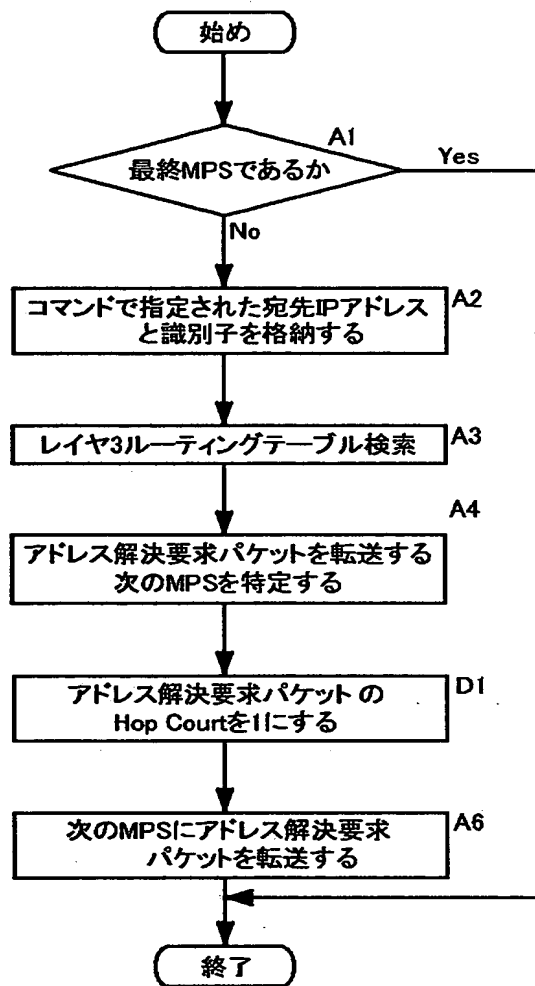 始め
A1
最終MPSであるか
Yes
No
コマンドで指定された宛先IPアドレス
と識別子を格納する
A2
レイヤ3ルーティングテーブル検索
A3
A4
アドレス解決要求パケットを転送する
次のMPSを特定する
アドレス解決要求パケット の
Hop Courtを1にする
D1
次のMPSにアドレス解決要求
パケットを転送する
A6
終了